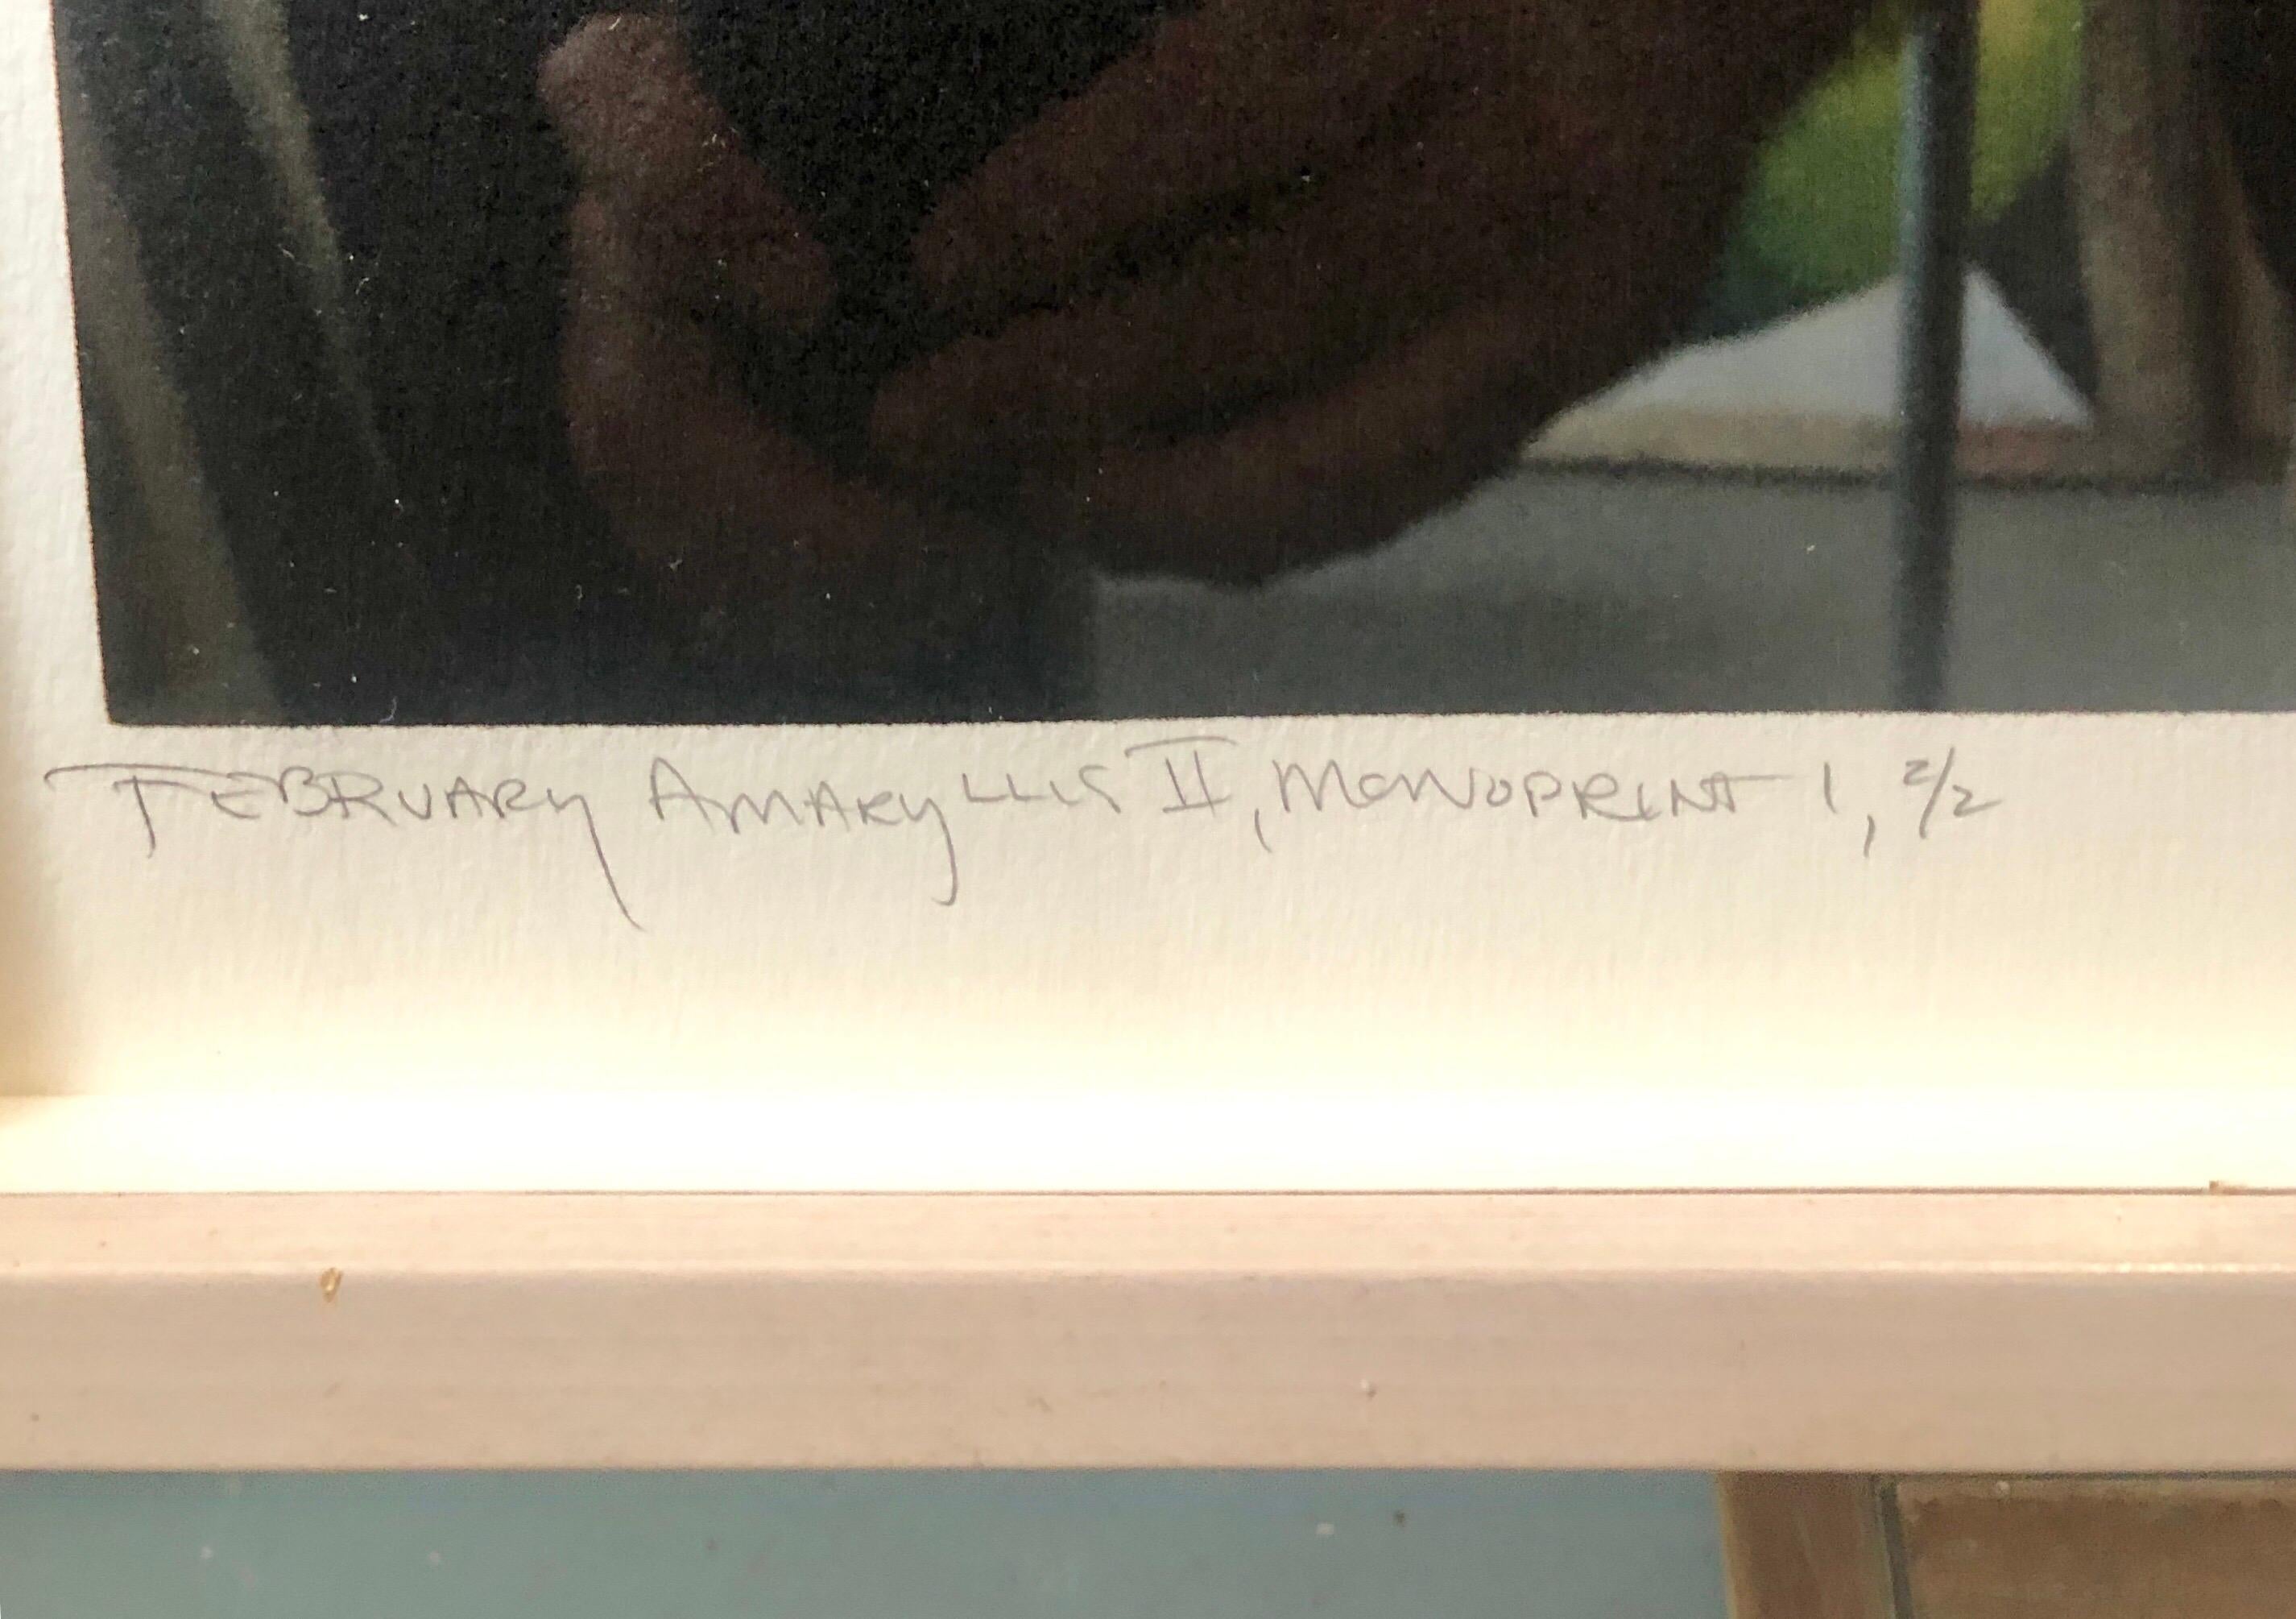 FEBRUARY AMARYLLIS II, MONOPRINT 1, 2/2